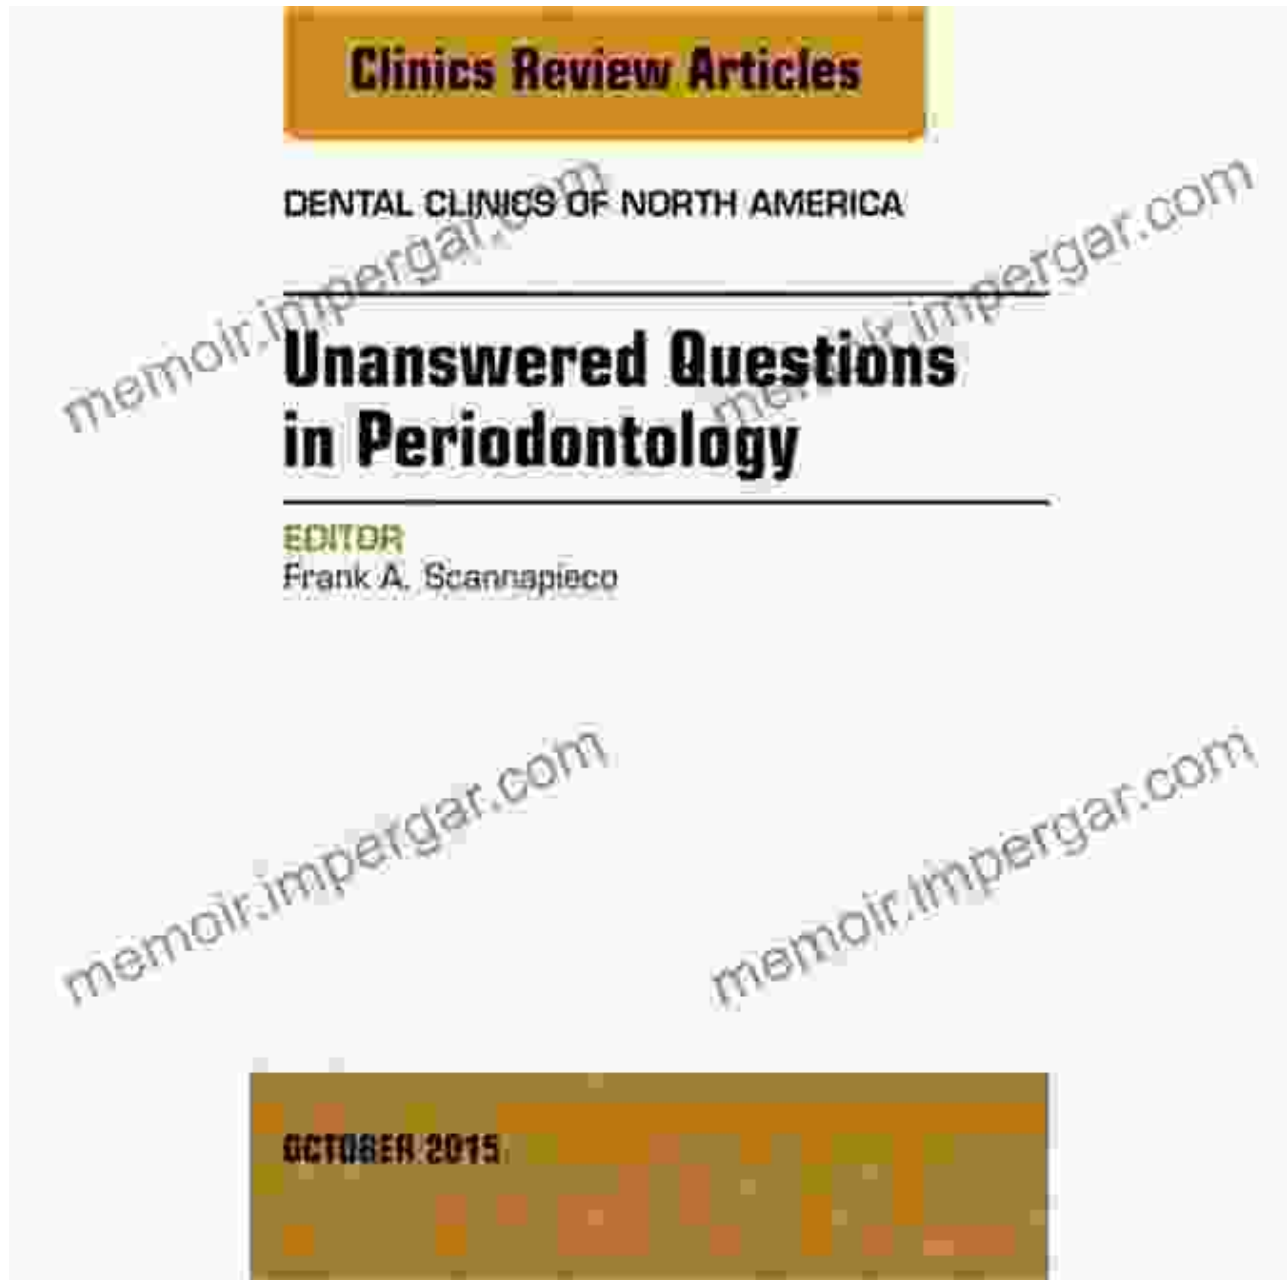 Clinics Review Articles
DENTAL CLINICS OF NORTH AMERICA
Unanswered Questions
in Periodontology
EDITOR
Frank A. Scannapieco
OCTOBER 2015
memoir.impergar.com
memoir.impergar.com
memoir.impergar.com
memoir.impergar.com